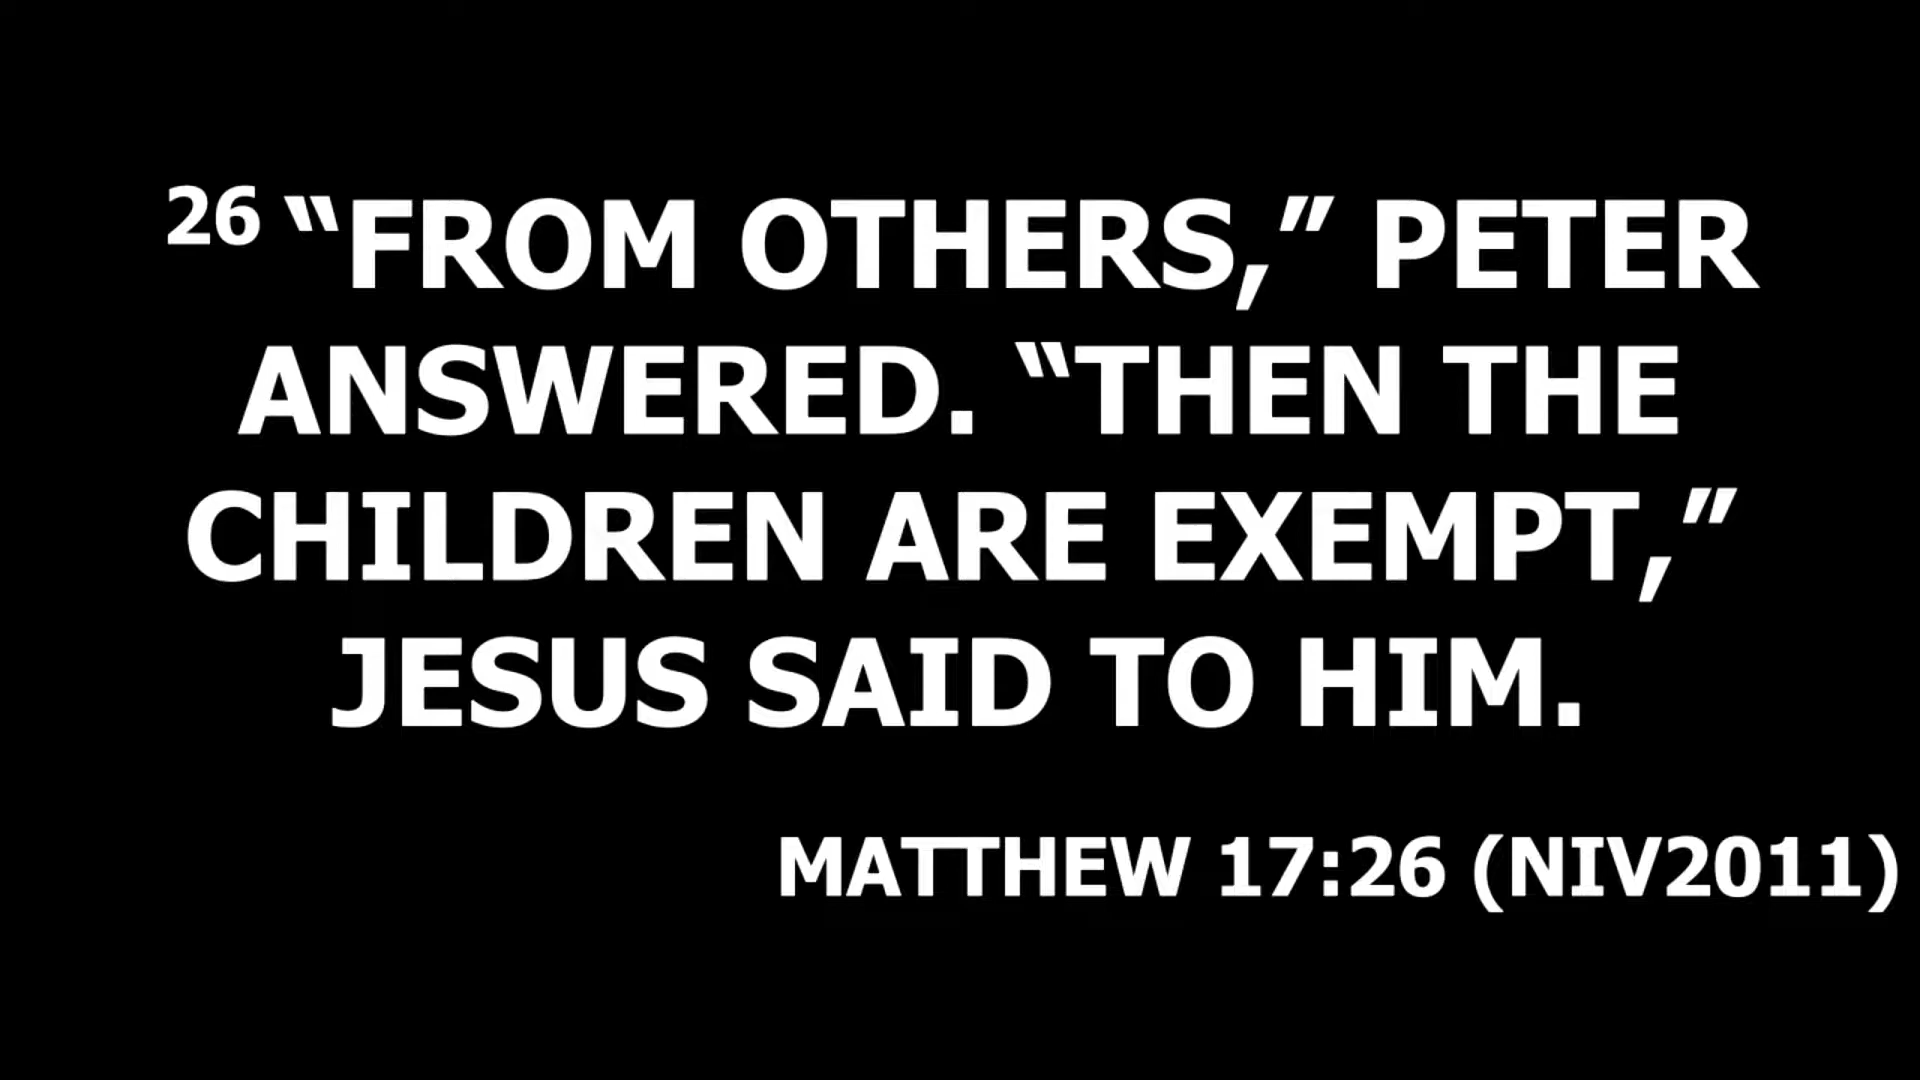 26 “FROM OTHERS,” PETER
ANSWERED. “THEN THE
CHILDREN ARE EXEMPT,”
JESUS SAID TO HIM.
MATTHEW 17:26 (NIV2011)